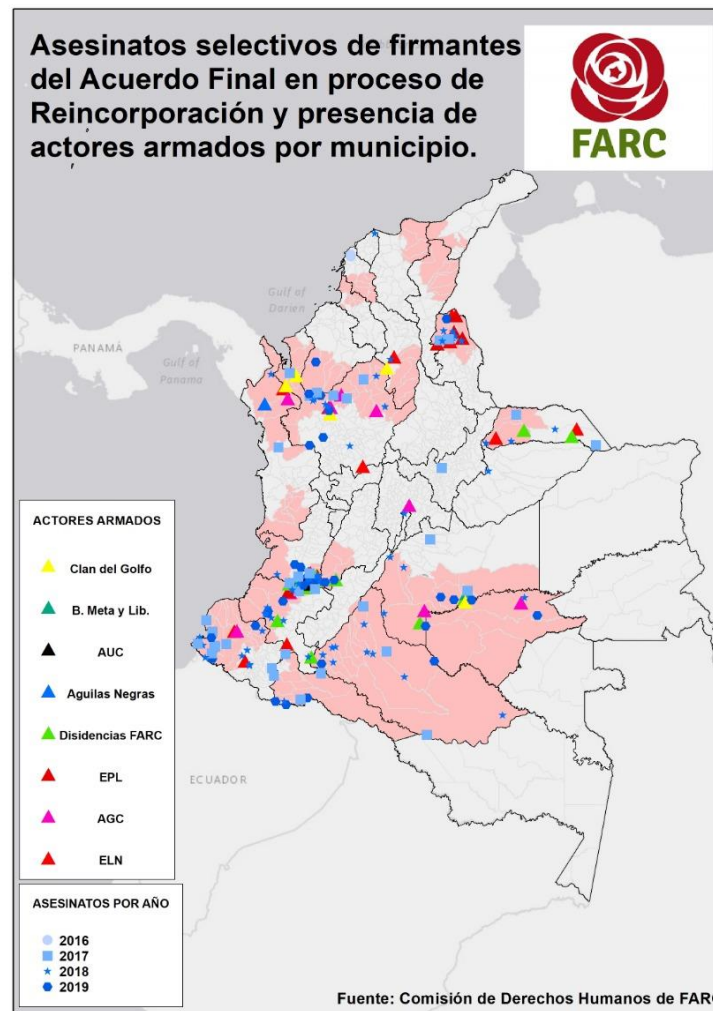 Asesinatos selectivos de firmantes
del Acuerdo Final en proceso de
Reincorporación y presencia de
actores armados por municipio.
FARC
Gulf of
Darien
PANAMÁ
Gulf of
Panama
ECUADOR
ACTORES ARMADOS
Clan del Golfo
B. Meta y Lib.
AUC
Aguilas Negras
Disidencias FARC
EPL
AGC
ELN
ASESINATOS POR AÑO
2016
2017
2018
2019
Fuente: Comisión de Derechos Humanos de FARC